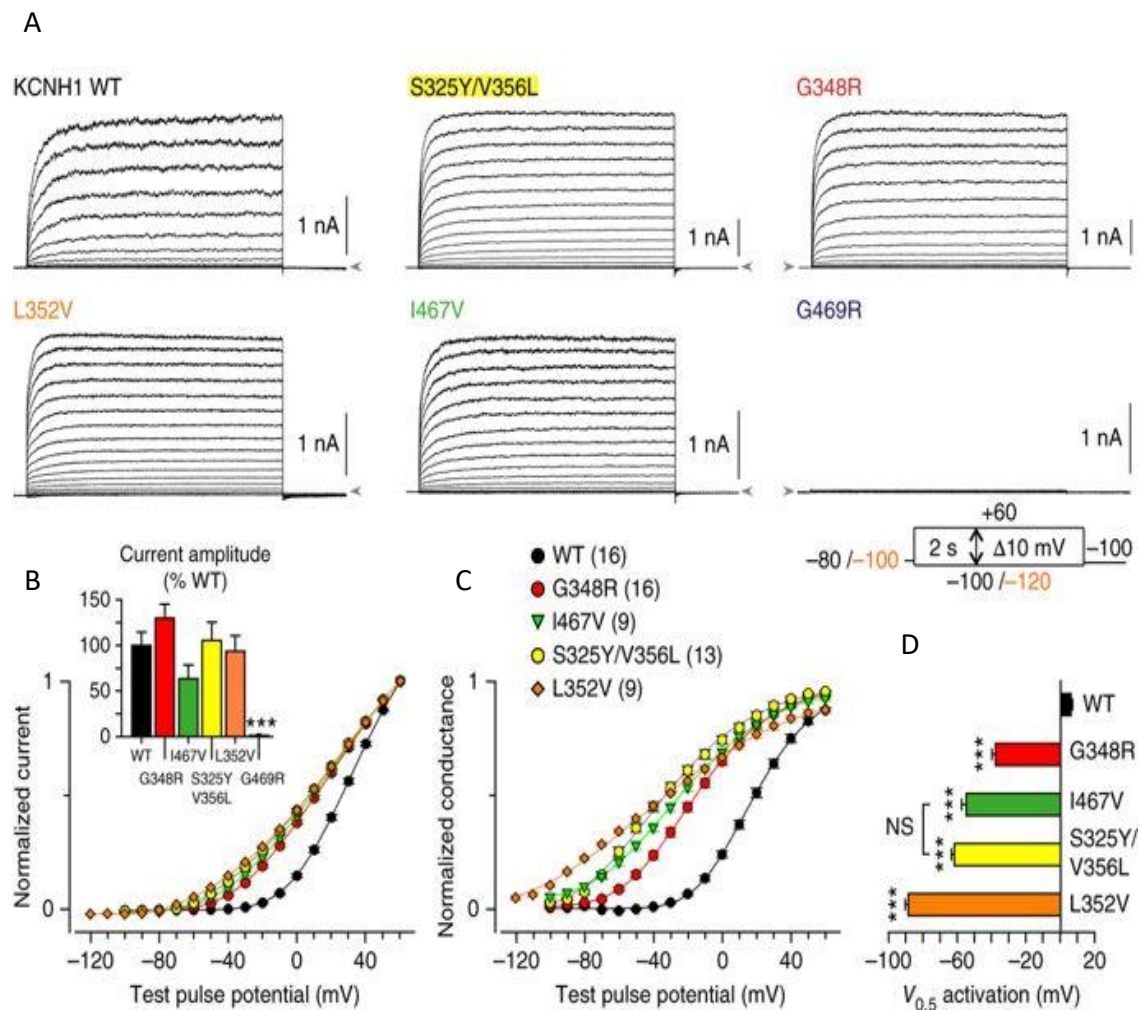 A
KCNH1 WT
S325Y/V356L
G348R
1 nA
1 nA
1 nA
L352V
I467V
G469R
1 nA
1 nA
1 nA
+60
−80 /−100
2 s
Δ10 mV
−100
−100 /−120
B
Current amplitude
(% WT)
150
100
50
0
***
WT
I467V
L352V
G348R
S325Y
V356L
G469R
Normalized current
1
0
−120
−80
−40
0
40
Test pulse potential (mV)
C
WT (16)
G348R (16)
I467V (9)
S325Y/V356L (13)
L352V (9)
Normalized conductance
1
0
−120
−80
−40
0
40
Test pulse potential (mV)
D
WT
***
G348R
***
I467V
NS
***
S325Y/
V356L
***
L352V
−100
−60
−20
20
V0.5 activation (mV)